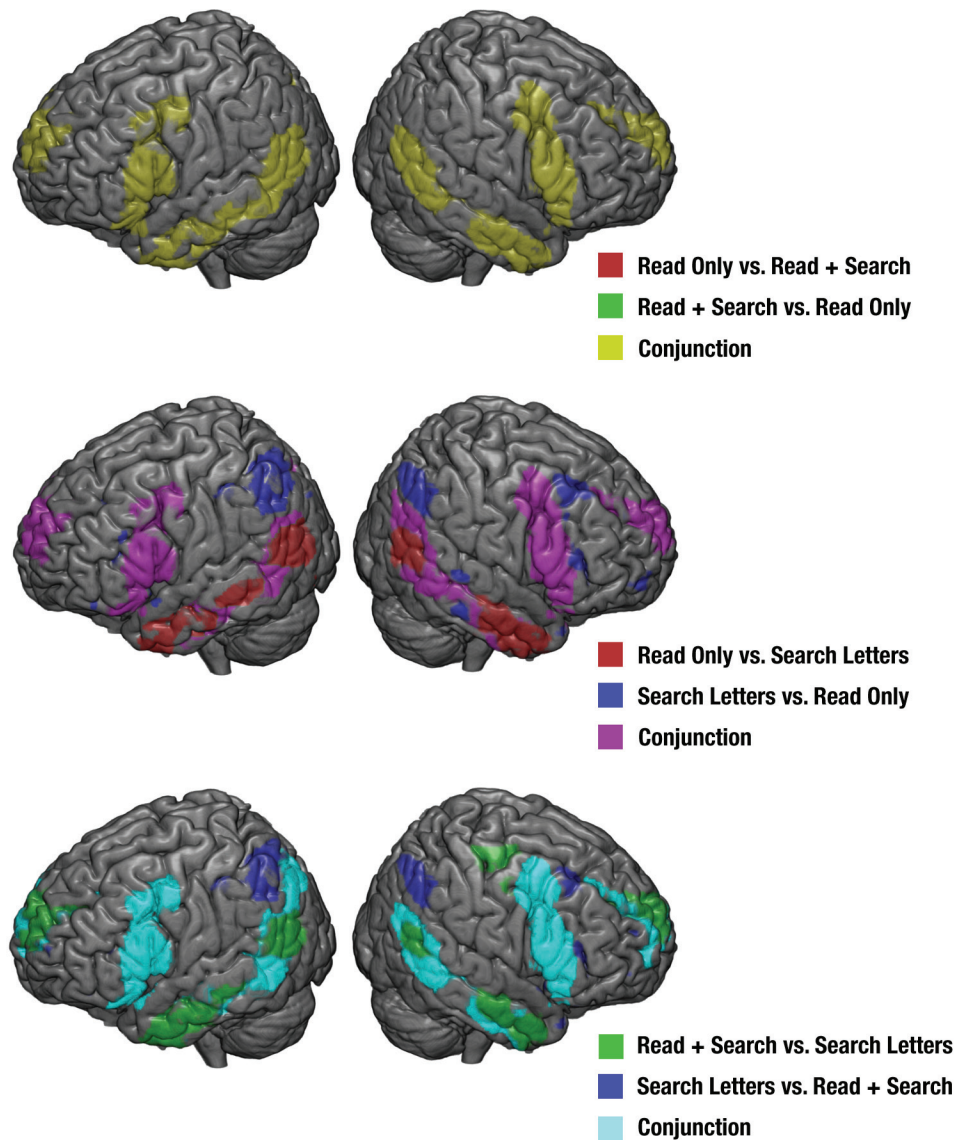 Read Only vs. Read + Search
Read + Search vs. Read Only
Conjunction
Read Only vs. Search Letters
Search Letters vs. Read Only
Conjunction
Read + Search vs. Search Letters
Search Letters vs. Read + Search
Conjunction